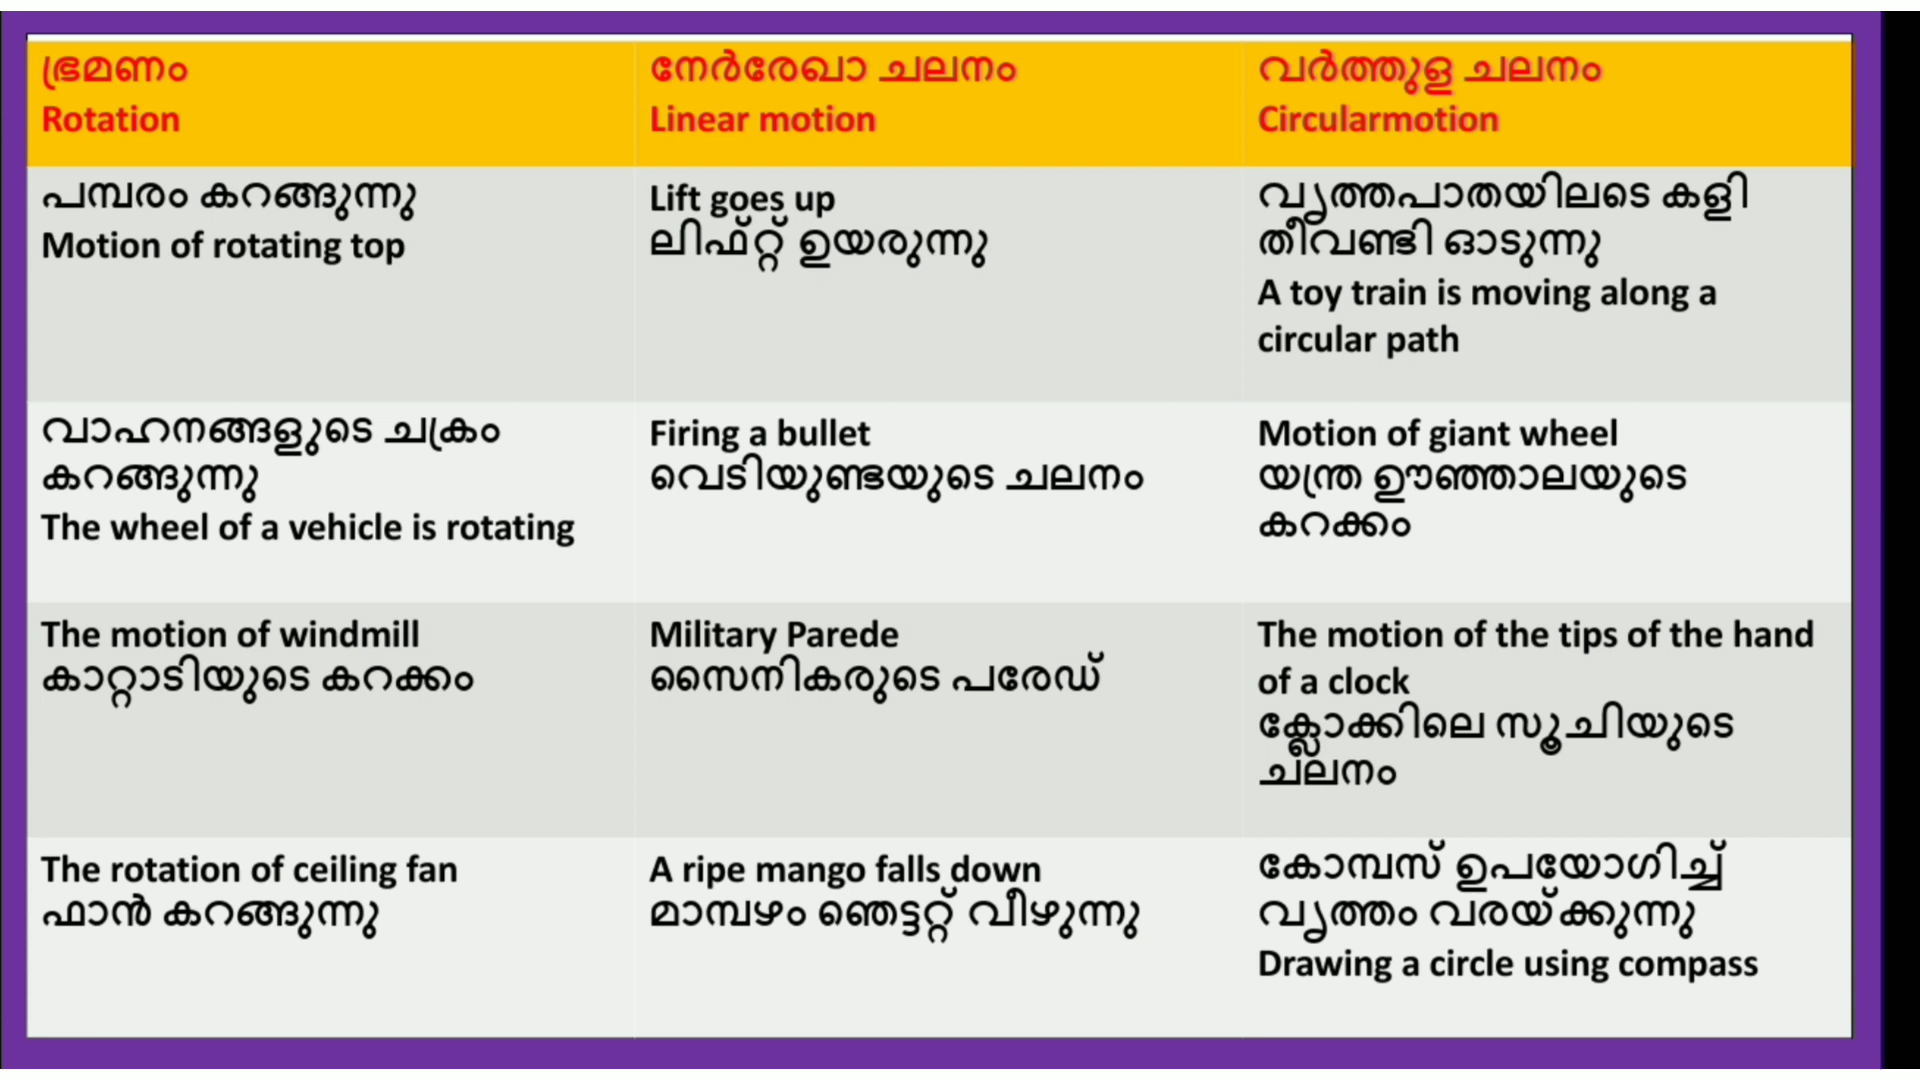 ഭ്രമണം
Rotation
നേർരേഖാ ചലനം
Linear motion
വർത്തുള ചലനം
Circularmotion
പമ്പരം കറങ്ങുന്നു
Motion of rotating top
Lift goes up
ലിഫ്റ്റ് ഉയരുന്നു
വൃത്തപാതയിലടെ കളി
തീവണ്ടി ഓടുന്നു
A toy train is moving along a
circular path
വാഹനങ്ങളുടെ ചക്രം
കറങ്ങുന്നു
The wheel of a vehicle is rotating
Firing a bullet
വെടിയുണ്ടയുടെ ചലനം
Motion of giant wheel
യന്ത്ര ഊഞ്ഞാലയുടെ
കറക്കം
The motion of windmill
കാറ്റാടിയുടെ കറക്കം
Military Parede
സൈനികരുടെ പരേഡ്
The motion of the tips of the hand
of a clock
ക്ലോക്കിലെ സൂചിയുടെ
ചലനം
The rotation of ceiling fan
ഫാൻ കറങ്ങുന്നു
A ripe mango falls down
മാമ്പഴം ഞെട്ടറ്റ് വീഴുന്നു
കോമ്പസ് ഉപയോഗിച്ച്
വൃത്തം വരയ്ക്കുന്നു
Drawing a circle using compass